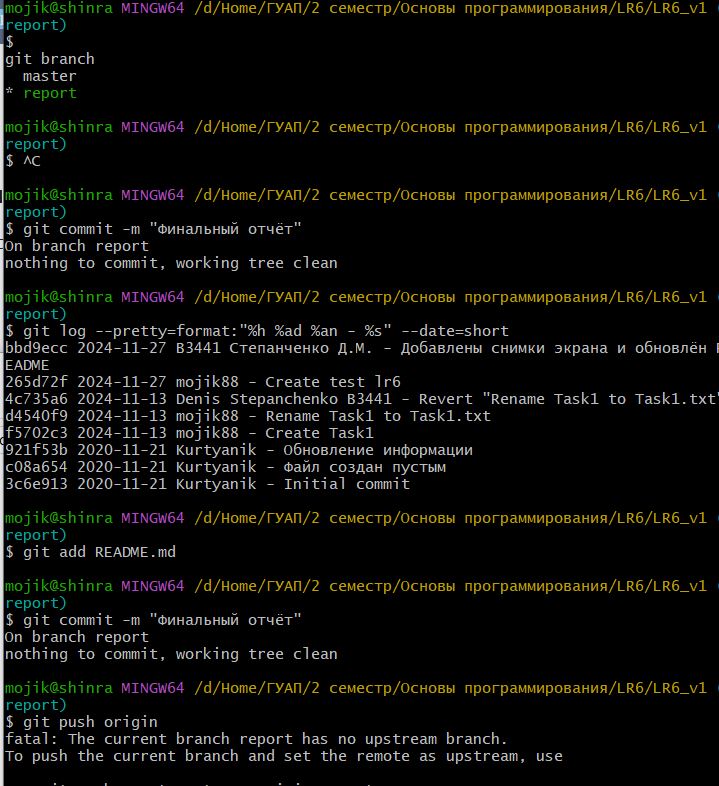 mojik@shinra MINGW64 /d/Home/ГУАП/2 семестр/Основы программирования/LR6/LR6_v1 (
report)
$
git branch
  master
* report
mojik@shinra MINGW64 /d/Home/ГУАП/2 семестр/Основы программирования/LR6/LR6_v1 (
report)
$ ^C
mojik@shinra MINGW64 /d/Home/ГУАП/2 семестр/Основы программирования/LR6/LR6_v1 (
report)
$ git commit -m "Финальный отчёт"
On branch report
nothing to commit, working tree clean
mojik@shinra MINGW64 /d/Home/ГУАП/2 семестр/Основы программирования/LR6/LR6_v1 (
report)
$ git log --pretty=format:"%h %ad %an - %s" --date=short
bbd9ecc 2024-11-27 В3441 Степанченко Д.М. - Добавлены снимки экрана и обновлён R
EADME
265d72f 2024-11-27 mojik88 - Create test lr6
4c735a6 2024-11-13 Denis Stepanchenko B3441 - Revert "Rename Task1 to Task1.txt"
d4540f9 2024-11-13 mojik88 - Rename Task1 to Task1.txt
f5702c3 2024-11-13 mojik88 - Create Task1
921f53b 2020-11-21 Kurtyanik - Обновление информации
c08a654 2020-11-21 Kurtyanik - Файл создан пустым
3c6e913 2020-11-21 Kurtyanik - Initial commit
mojik@shinra MINGW64 /d/Home/ГУАП/2 семестр/Основы программирования/LR6/LR6_v1 (
report)
$ git add README.md
mojik@shinra MINGW64 /d/Home/ГУАП/2 семестр/Основы программирования/LR6/LR6_v1 (
report)
$ git commit -m "Финальный отчёт"
On branch report
nothing to commit, working tree clean
mojik@shinra MINGW64 /d/Home/ГУАП/2 семестр/Основы программирования/LR6/LR6_v1 (
report)
$ git push origin
fatal: The current branch report has no upstream branch.
To push the current branch and set the remote as upstream, use